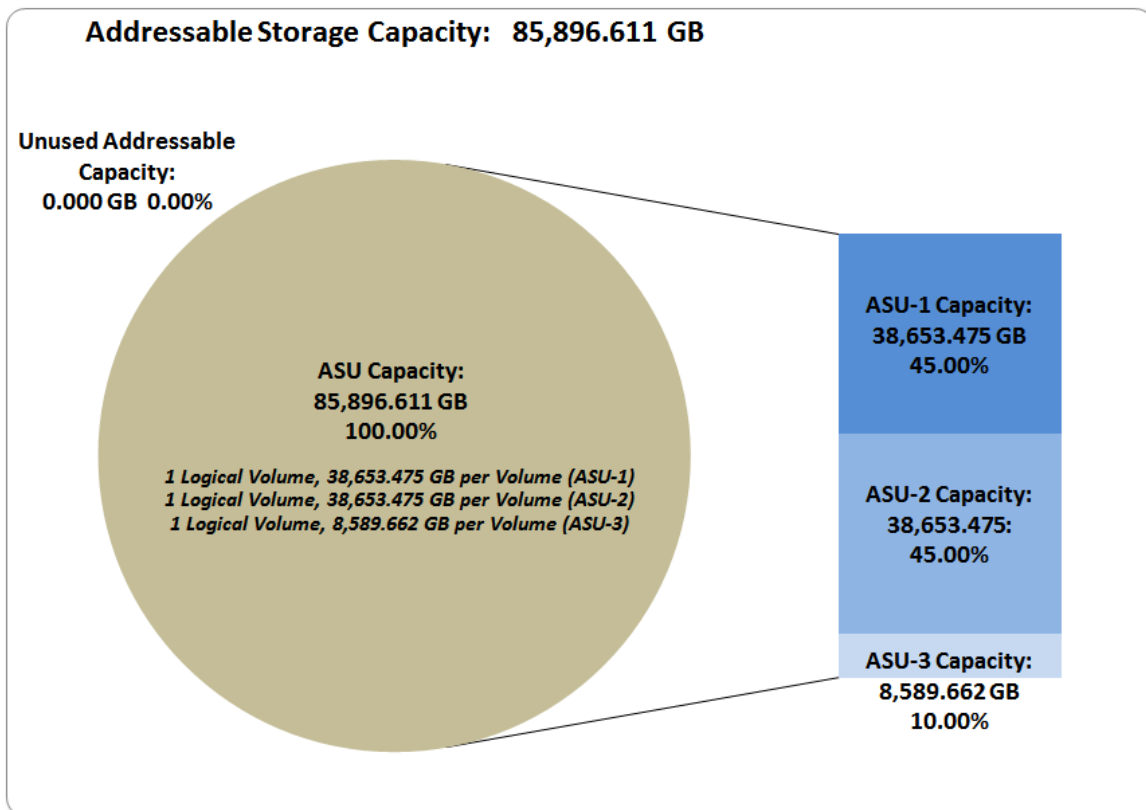 Addressable Storage Capacity: 85,896.611 GB
Unused Addressable
Capacity:
0.000 GB 0.00%
ASU Capacity:
85,896.611 GB
100.00%
1 Logical Volume, 38,653.475 GB per Volume (ASU-1)
1 Logical Volume, 38,653.475 GB per Volume (ASU-2)
1 Logical Volume, 8,589.662 GB per Volume (ASU-3)
ASU-1 Capacity:
38,653.475 GB
45.00%
ASU-2 Capacity:
38,653.475:
45.00%
ASU-3 Capacity:
8,589.662 GB
10.00%